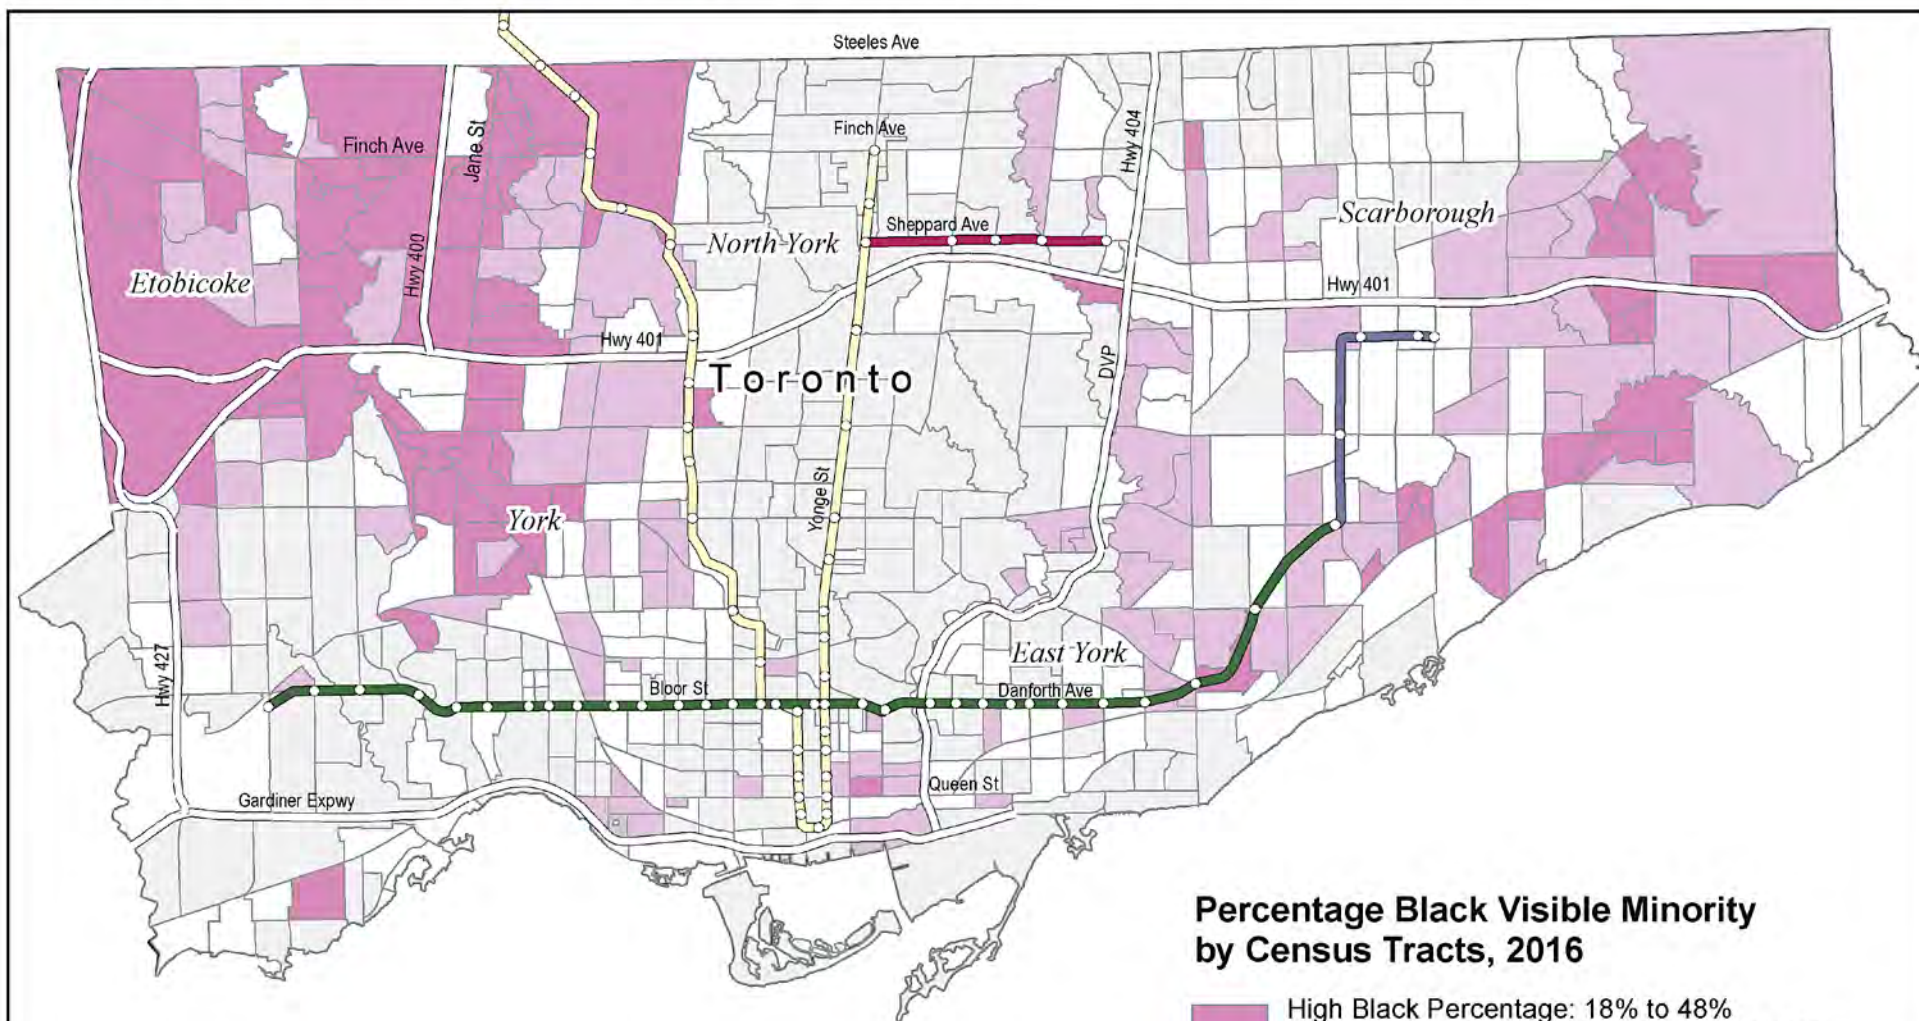 Steeles Ave
Finch Ave
Finch Ave
Jane St
Hwy 404
Sheppard Ave
Scarborough
North York
Etobicoke
Hwy 400
Hwy 401
Hwy 401
DVP
Toronto
Yonge St
York
East York
Hwy 427
Bloor St
Danforth Ave
Queen St
Gardiner Expwy
Percentage Black Visible Minority
by Census Tracts, 2016
High Black Percentage: 18% to 48%